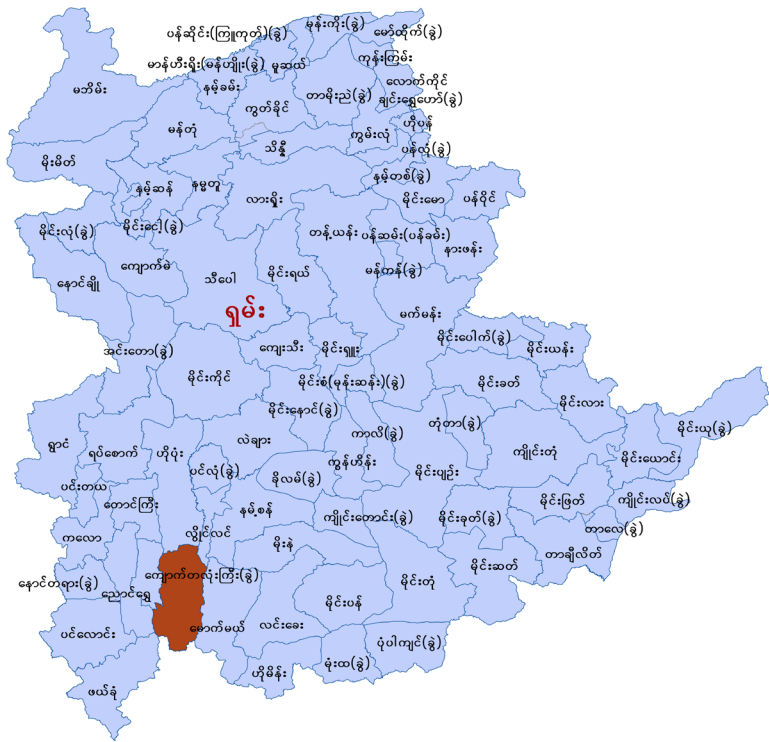 မုန်းကိုး(ခွဲ)
ပန်ဆိုင်း(ကြူကုတ်)(ခွဲ)
မော်ထိုက်(ခွဲ)
မာန်ဟီးရှိူး(မန်ဟျိုး)(ခွဲ)
မူဆယ်
ကုန်းကြမ်း
မဘိမ်း
နမ့်ခမ်း
လောက်ကိုင်
တာမိုးညဲ(ခွဲ)
ချင်းရွှေဟော်(ခွဲ)
ကွတ်ခိုင်
ဟိုပန်
မန်တုံ
ကွမ်းလုံ
သိန္နီ
ပန်လုံ(ခွဲ)
မိုးမိတ်
နမ့်တစ်(ခွဲ)
နမ့်ဆန်
နမ္မတူ
လားရှိုး
မိုင်းမော
ပန်ဝိုင်
မိုင်းလုံ(ခွဲ)
မိုင်းငေါ့(ခွဲ)
တန့်ယန်း
ပန်ဆမ်း(ပန်ခမ်း)
နားဖန်း
ကျောက်မဲ
မိုင်းရယ်
မန်ကန်(ခွဲ)
နောင်ချို
သီပေါ
ရှမ်း
မက်မန်း
မိုင်းပေါက်(ခွဲ)
အင်းတော(ခွဲ)
ကျေးသီး
မိုင်းရှူး
မိုင်းယန်း
မိုင်းကိုင်
မိုင်းစံ(မုန်းဆန်း)(ခွဲ)
မိုင်းခတ်
မိုင်းလား
မိုင်းနောင်(ခွဲ)
တုံတာ(ခွဲ)
မိုင်းယု(ခွဲ)
ကာလိ(ခွဲ)
လဲချား
ရွာငံ
ရပ်စောက်
ဟိုပုံး
ကျိုင်းတုံ
မိုင်းယောင်း
ကွန်ဟိန်း
ပင်လုံ(ခွဲ)
မိုင်းပျဉ်း
ခိုလမ်(ခွဲ)
ပင်းတယ
မိုင်းဖြတ်
ကျိုင်းလပ်(ခွဲ)
တောင်ကြီး
နမ့်စန်
ကျိုင်းတောင်း(ခွဲ)
မိုင်းခုတ်(ခွဲ)
တာလေ(ခွဲ)
ကလော
လွိုင်လင်
မိုးနဲ
တာချီလိတ်
မိုင်းဆတ်
ကျောက်တလုံးကြီး(ခွဲ)
နောင်တရား(ခွဲ)
မိုင်းတုံ
ညောင်ရွှေ
မိုင်းပန်
မောက်မယ်
လင်းခေး
ပင်လောင်း
ပုံပါကျင်(ခွဲ)
မုံးထ(ခွဲ)
ဟိုမိန်း
ဖယ်ခုံ